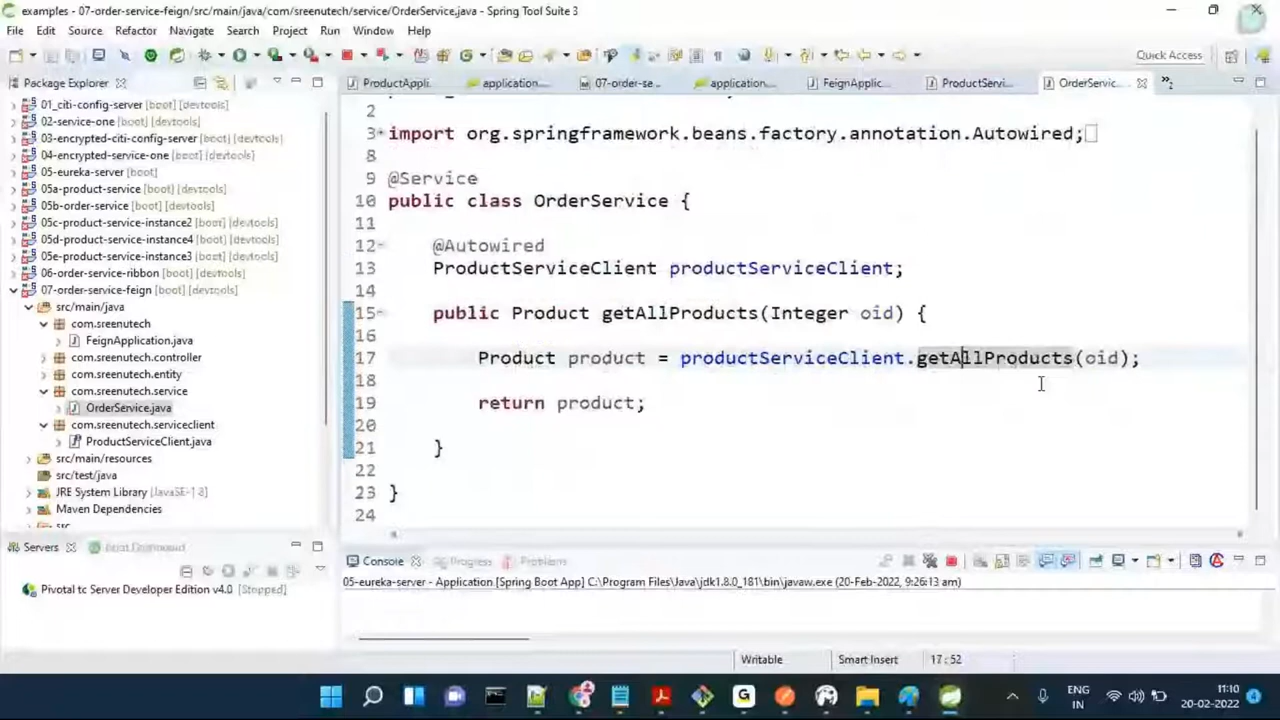 examples - 07-order-service-feign/src/main/java/com/sreenutech/service/OrderService.java - Spring Tool Suite 3
File Edit Source Refactor Navigate Search Project Run Window Help
Quick Access
Package Explorer
ProductAppli...
application....
07-order-se...
application....
FeignApplic...
ProductServi...
OrderServic...
2
01_citi-config-server [boot] [devtools]
02-service-one [boot] [devtools]
03-encrypted-citi-config-server [boot] [devtools]
04-encrypted-service-one [boot] [devtools]
05-eureka-server [boot] [devtools]
05a-product-service [boot] [devtools]
05b-order-service [boot] [devtools]
05c-product-service-instance2 [boot] [devtools]
05d-product-service-instance4 [boot] [devtools]
05e-product-service-instance3 [boot] [devtools]
06-order-service-ribbon [boot] [devtools]
07-order-service-feign [boot] [devtools]
src/main/java
com.sreenutech
FeignApplication.java
com.sreenutech.controller
com.sreenutech.entity
com.sreenutech.service
OrderService.java
com.sreenutech.serviceclient
ProductServiceClient.java
src/main/resources
src/test/java
JRE System Library [JavaSE-1.8]
Maven Dependencies
src
2
3 import org.springframework.beans.factory.annotation.Autowired;
8
9 @Service
10 public class OrderService {
11
12 @Autowired
13 ProductServiceClient productServiceClient;
14
15 public Product getAllProducts(Integer oid) {
16
17 Product product = productServiceClient.getAllProducts(oid);
18
19 return product;
20
21 }
22
23 }
24
Servers
Boot Dashboard
Pivotal tc Server Developer Edition v4.0 [Stopped]
Console Progress Problems
05-eureka-server - Application [Spring Boot App] C:\Program Files\Java\jdk1.8.0_181\bin\javaw.exe (20-Feb-2022, 9:26:13 am)
Writable
Smart Insert
17 : 52
ENG
IN
11:10
20-02-2022